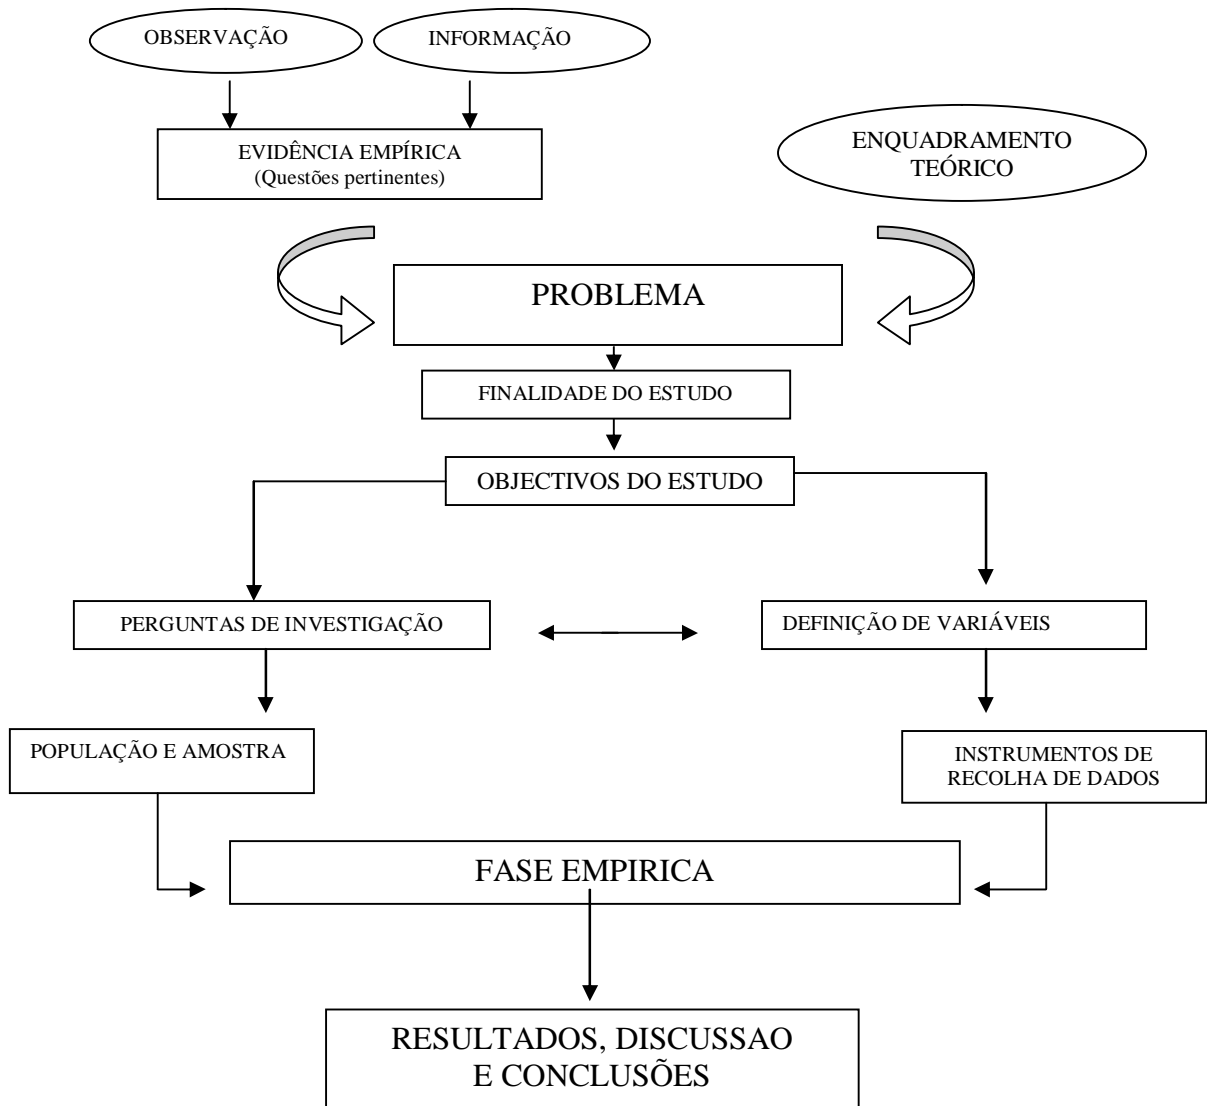 OBSERVAÇÃO
INFORMAÇÃO
EVIDÊNCIA EMPÍRICA
(Questões pertinentes)
ENQUADRAMENTO
TEÓRICO
PROBLEMA
FINALIDADE DO ESTUDO
OBJECTIVOS DO ESTUDO
PERGUNTAS DE INVESTIGAÇÃO
DEFINIÇÃO DE VARIÁVEIS
POPULAÇÃO E AMOSTRA
INSTRUMENTOS DE
RECOLHA DE DADOS
FASE EMPIRICA
RESULTADOS, DISCUSSAO
E CONCLUSÕES